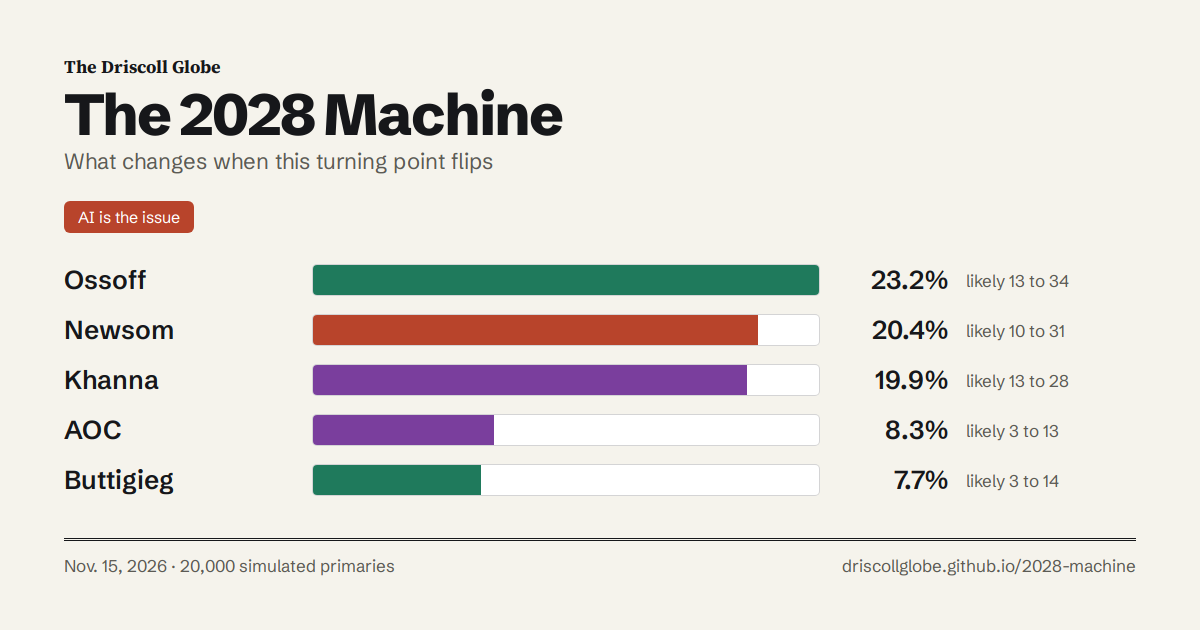 The Driscoll Globe
The 2028 Machine
What changes when this turning point flips
AI is the issue
Ossoff 23.2% likely 13 to 34
Newsom 20.4% likely 10 to 31
Khanna 19.9% likely 13 to 28
AOC 8.3% likely 3 to 13
Buttigieg 7.7% likely 3 to 14
Nov. 15, 2026 · 20,000 simulated primaries driscollglobe.github.io/2028-machine